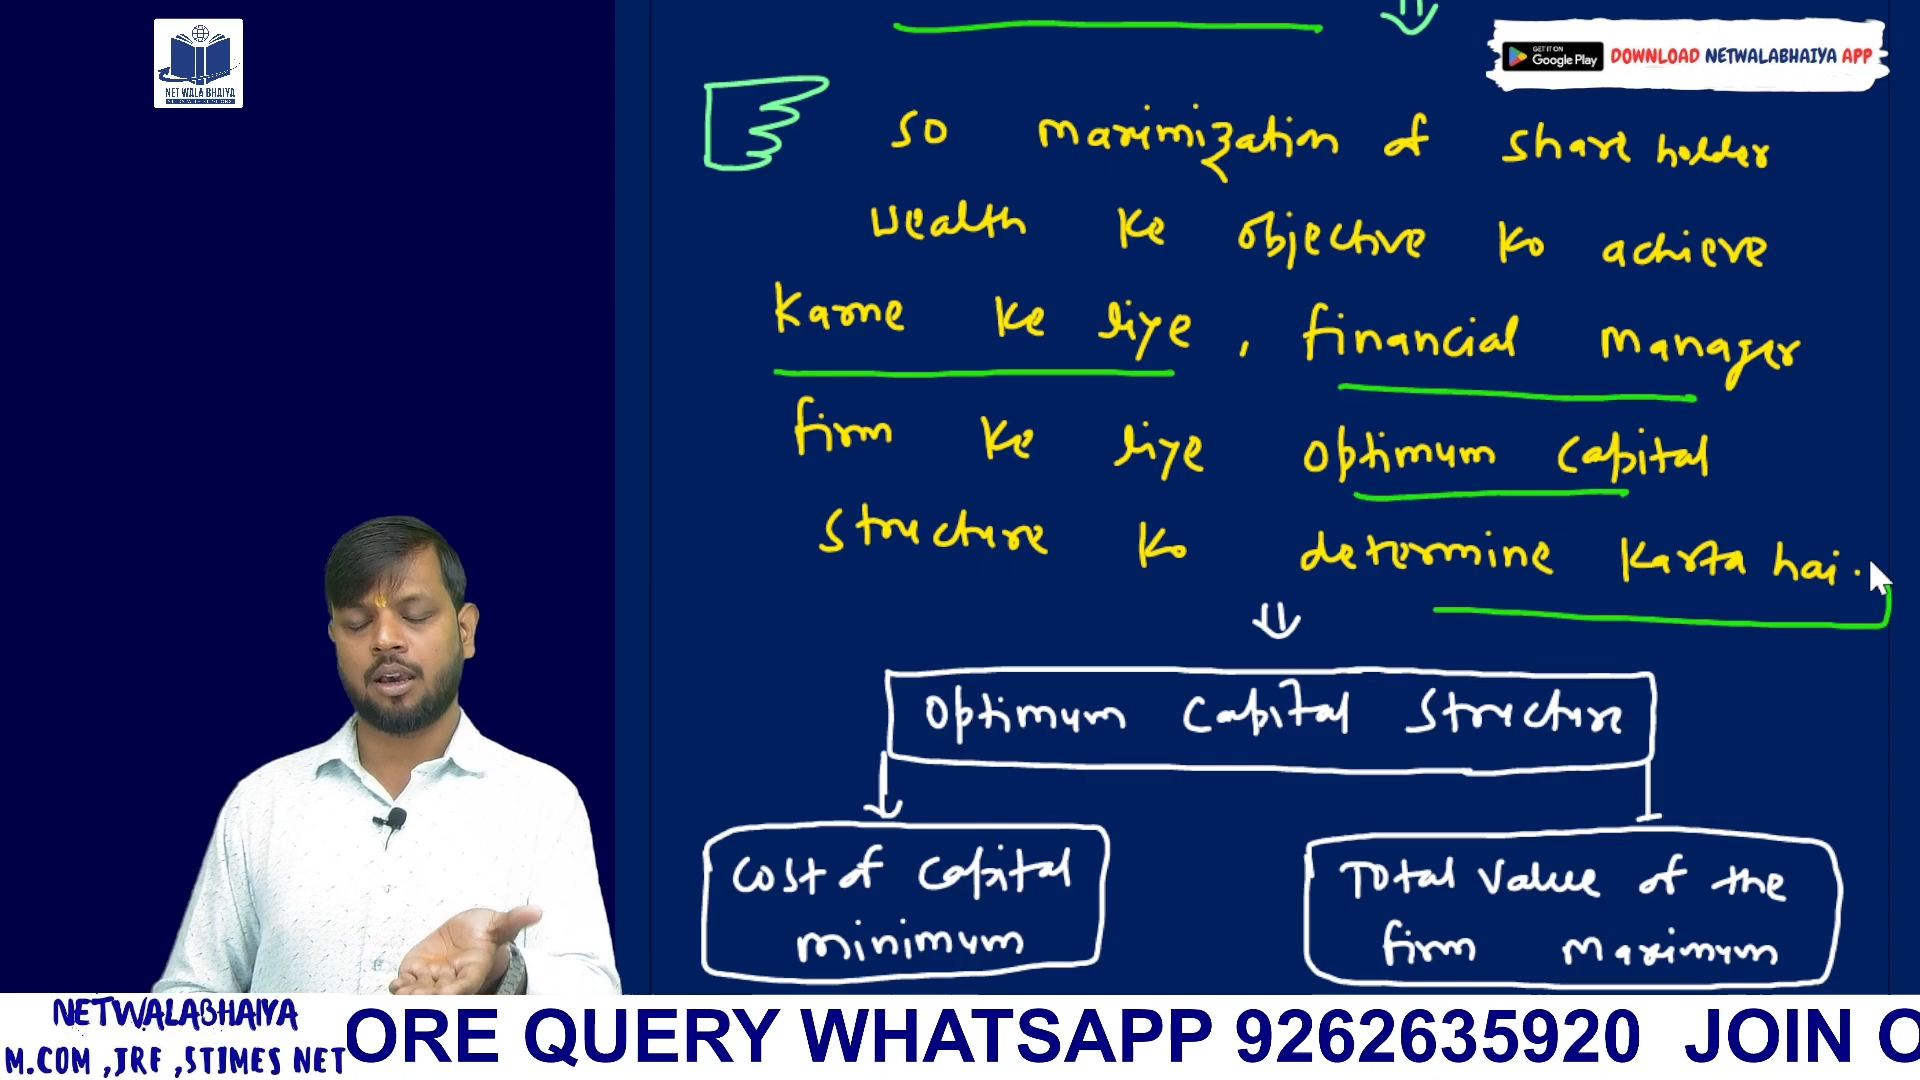 NET WALA BHAIYA
GET IT ON
Google Play
DOWNLOAD NETWALABHAIYA APP
so maximization of share holder
wealth ke objective ko achieve
karne ke liye , financial manager
firm ke liye optimum capital
structure ko determine karta hai .
Optimum Capital Structure
Cost of Capital
minimum
Total Value of the
firm maximum
NETWALABHAIYA
M.COM ,JRF ,5TIMES NET
ORE QUERY WHATSAPP 9262635920 JOIN O